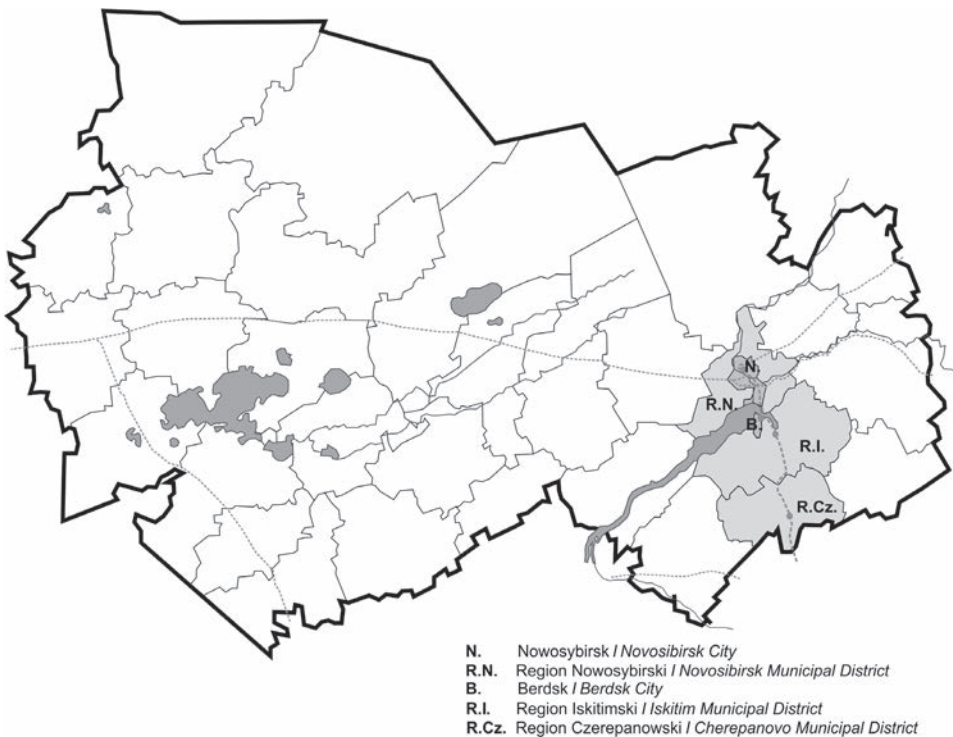 N.
R.N.
B.
R.I.
R.Cz.
N. Nowosybirsk / Novosibirsk City
R.N. Region Nowosybirski / Novosibirsk Municipal District
B. Berdsk / Berdsk City
R.I. Region Iskitimski / Iskitim Municipal District
R.Cz. Region Czerepanowski / Cherepanovo Municipal District